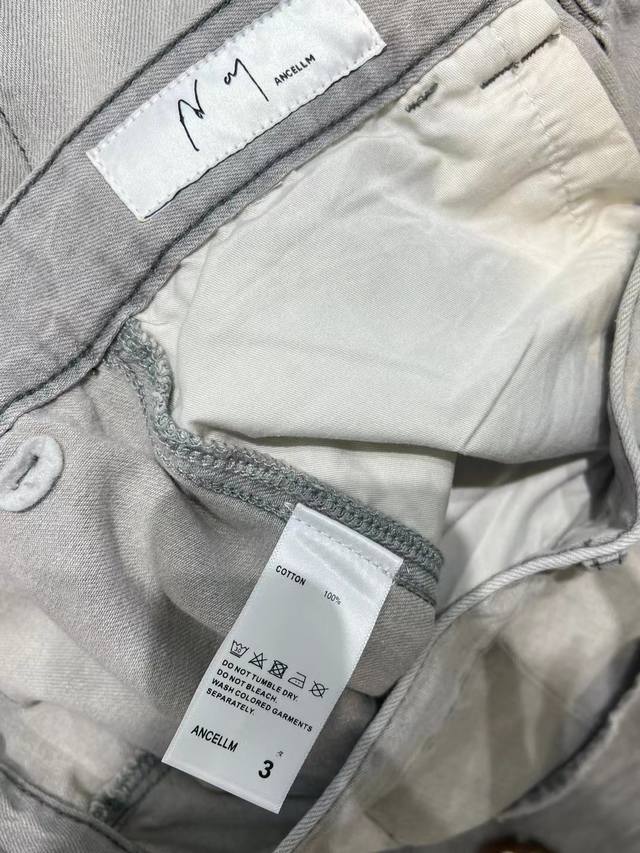 ANCELLM
COTTON
100%
DO NOT TUMBLE DRY.
DO NOT BLEACH.
WASH COLORED GARMENTS
SEPARATELY.
ANCELLM
3